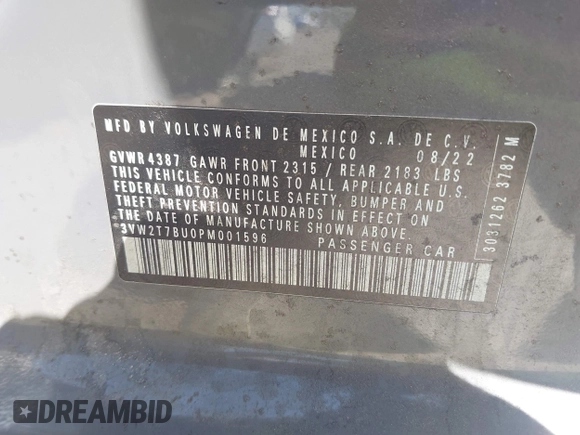 MFD BY VOLKSWAGEN DE MEXICO S.A. DE C.V.
MEXICO 08/22
GVWR 4387 GAWR FRONT 2315 / REAR 2183 LBS
THIS VEHICLE CONFORMS TO ALL APPLICABLE U.S.
FEDERAL MOTOR VEHICLE SAFETY, BUMPER AND
THEFT PREVENTION STANDARDS IN EFFECT ON THE
DATE OF MANUFACTURE SHOWN ABOVE.
*3VW2T7BU0PM001596* PASSENGER CAR
3031262 3782 M
DREAMBID